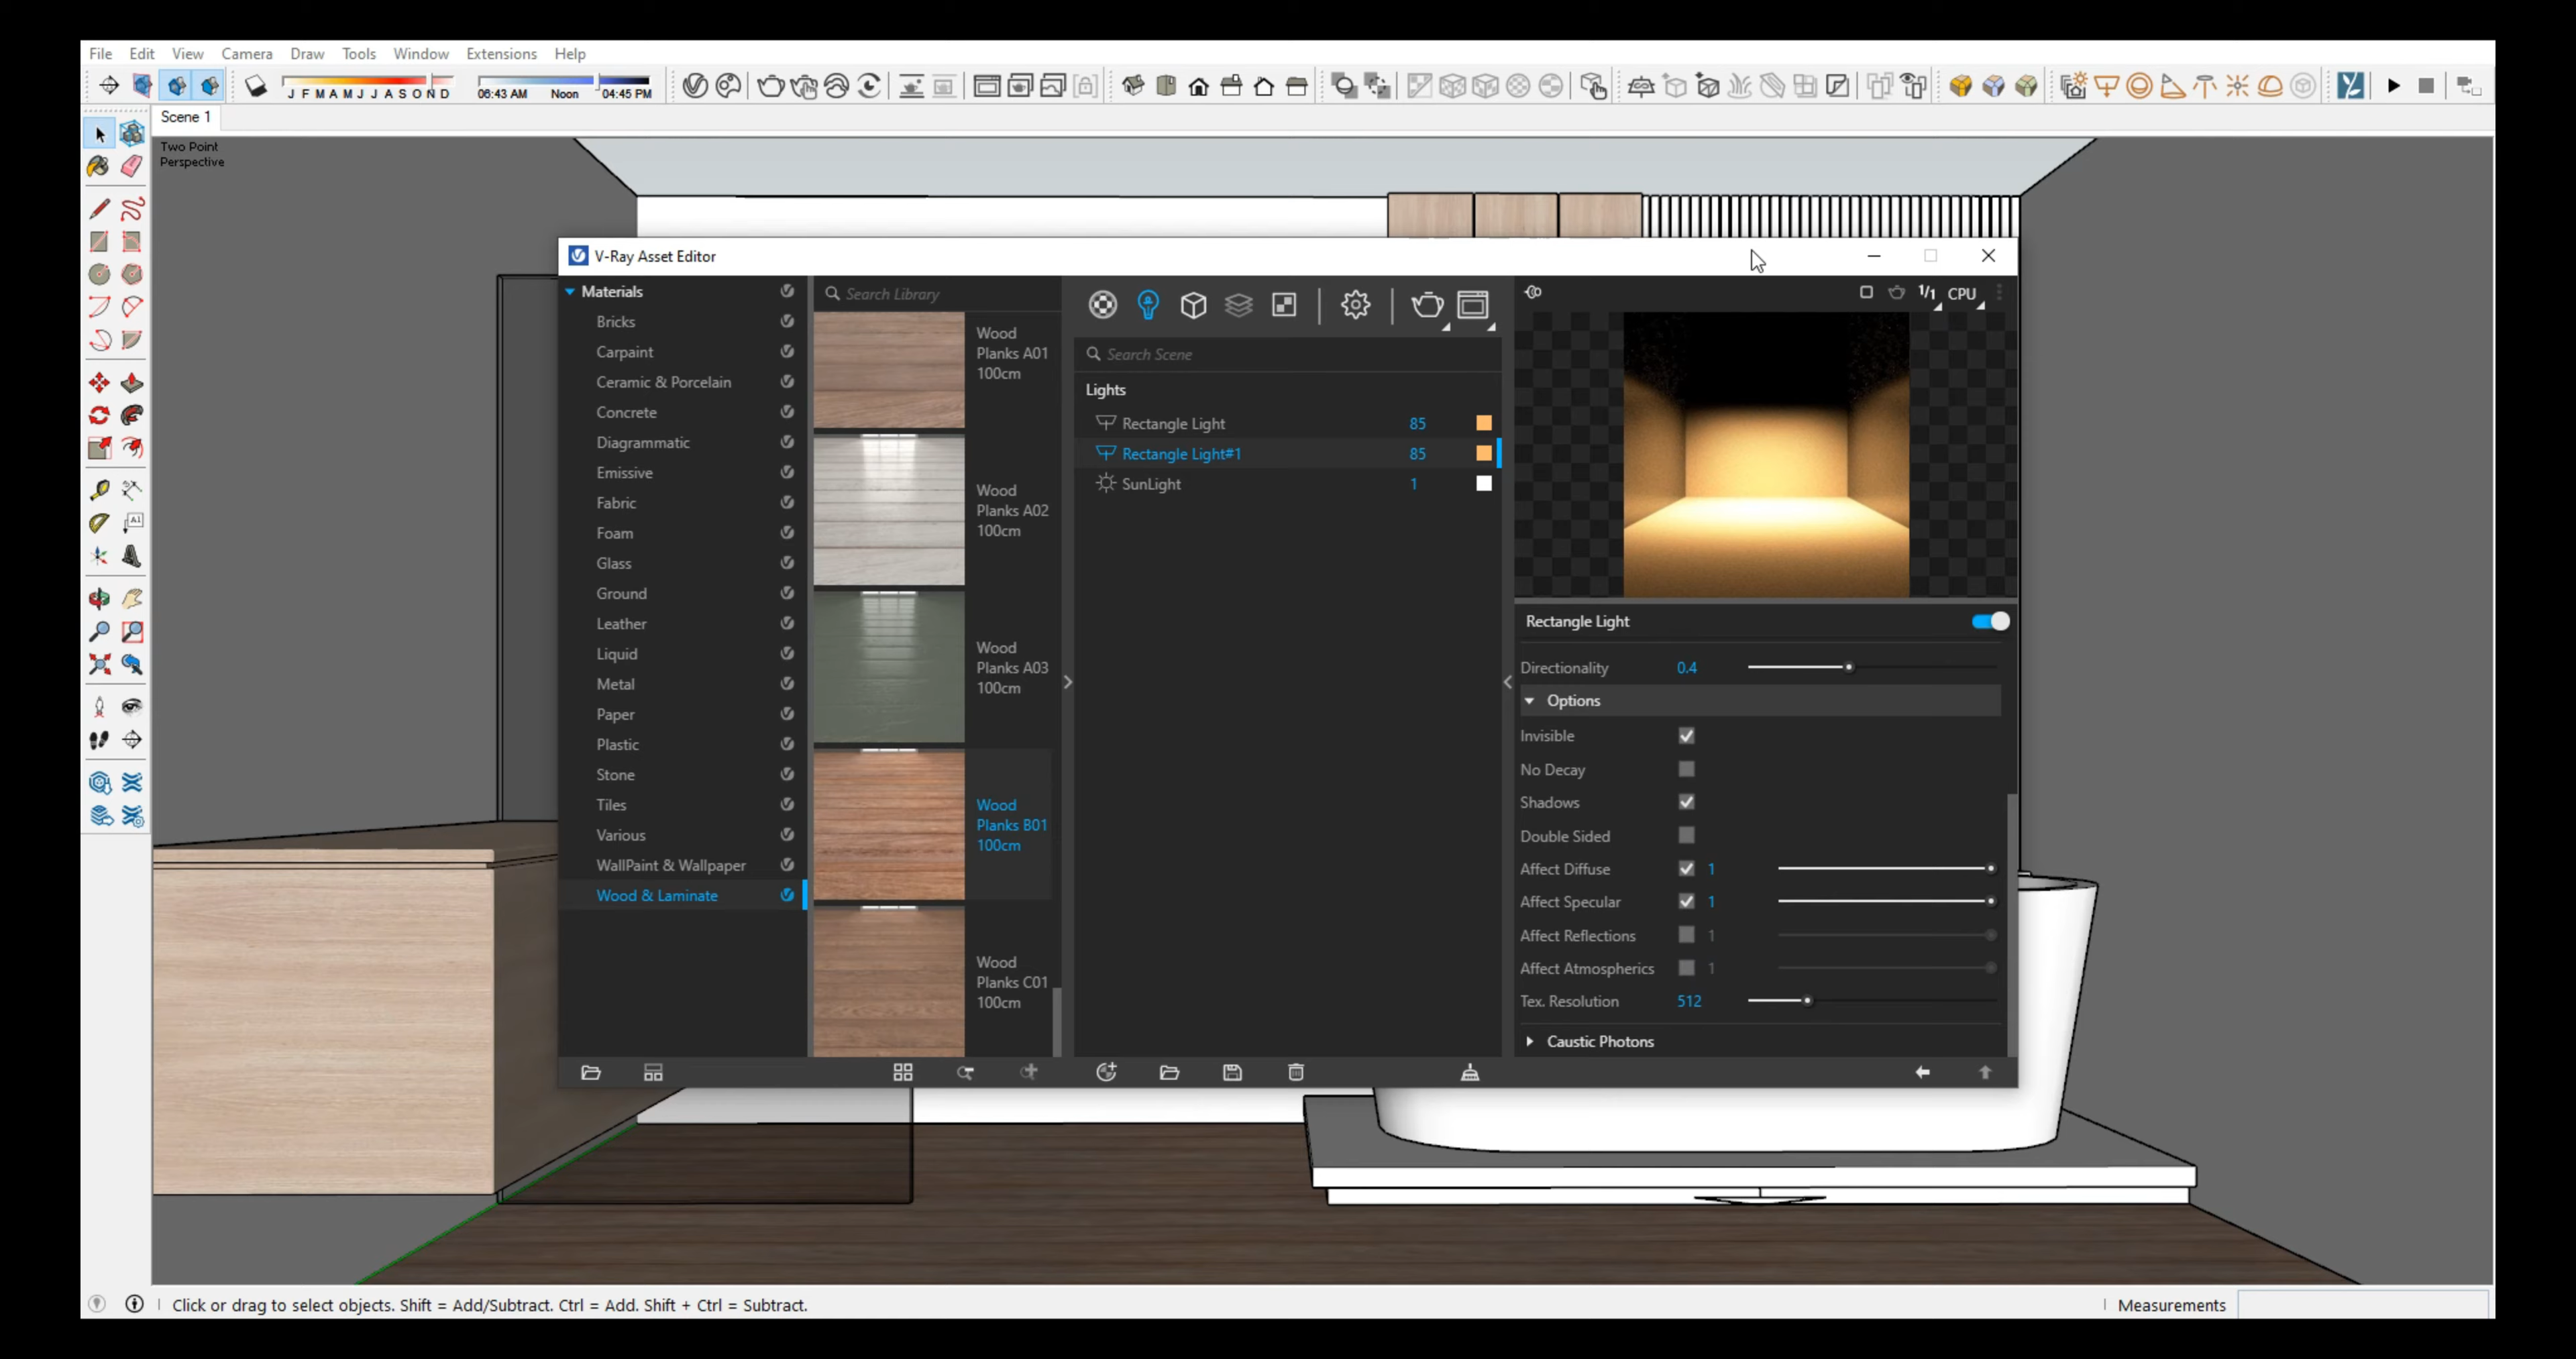 File Edit View Camera Draw Tools Window Extensions Help
J F M A M J J A S O N D 06:43 AM Noon 04:45 PM
Scene 1
Two Point
Perspective
V-Ray Asset Editor
Materials
Bricks
Carpaint
Ceramic & Porcelain
Concrete
Diagrammatic
Emissive
Fabric
Foam
Glass
Ground
Leather
Liquid
Metal
Paper
Plastic
Stone
Tiles
Various
WallPaint & Wallpaper
Wood & Laminate
Search Library
Wood
Planks A01
100cm
Wood
Planks A02
100cm
Wood
Planks A03
100cm
Wood
Planks B01
100cm
Wood
Planks C01
100cm
Search Scene
Lights
Rectangle Light 85
Rectangle Light#1 85
SunLight 1
1/1 CPU
Rectangle Light
Directionality 0.4
Options
Invisible
No Decay
Shadows
Double Sided
Affect Diffuse 1
Affect Specular 1
Affect Reflections 1
Affect Atmospherics 1
Tex. Resolution 512
Caustic Photons
A1
Click or drag to select objects. Shift = Add/Subtract. Ctrl = Add. Shift + Ctrl = Subtract.
Measurements